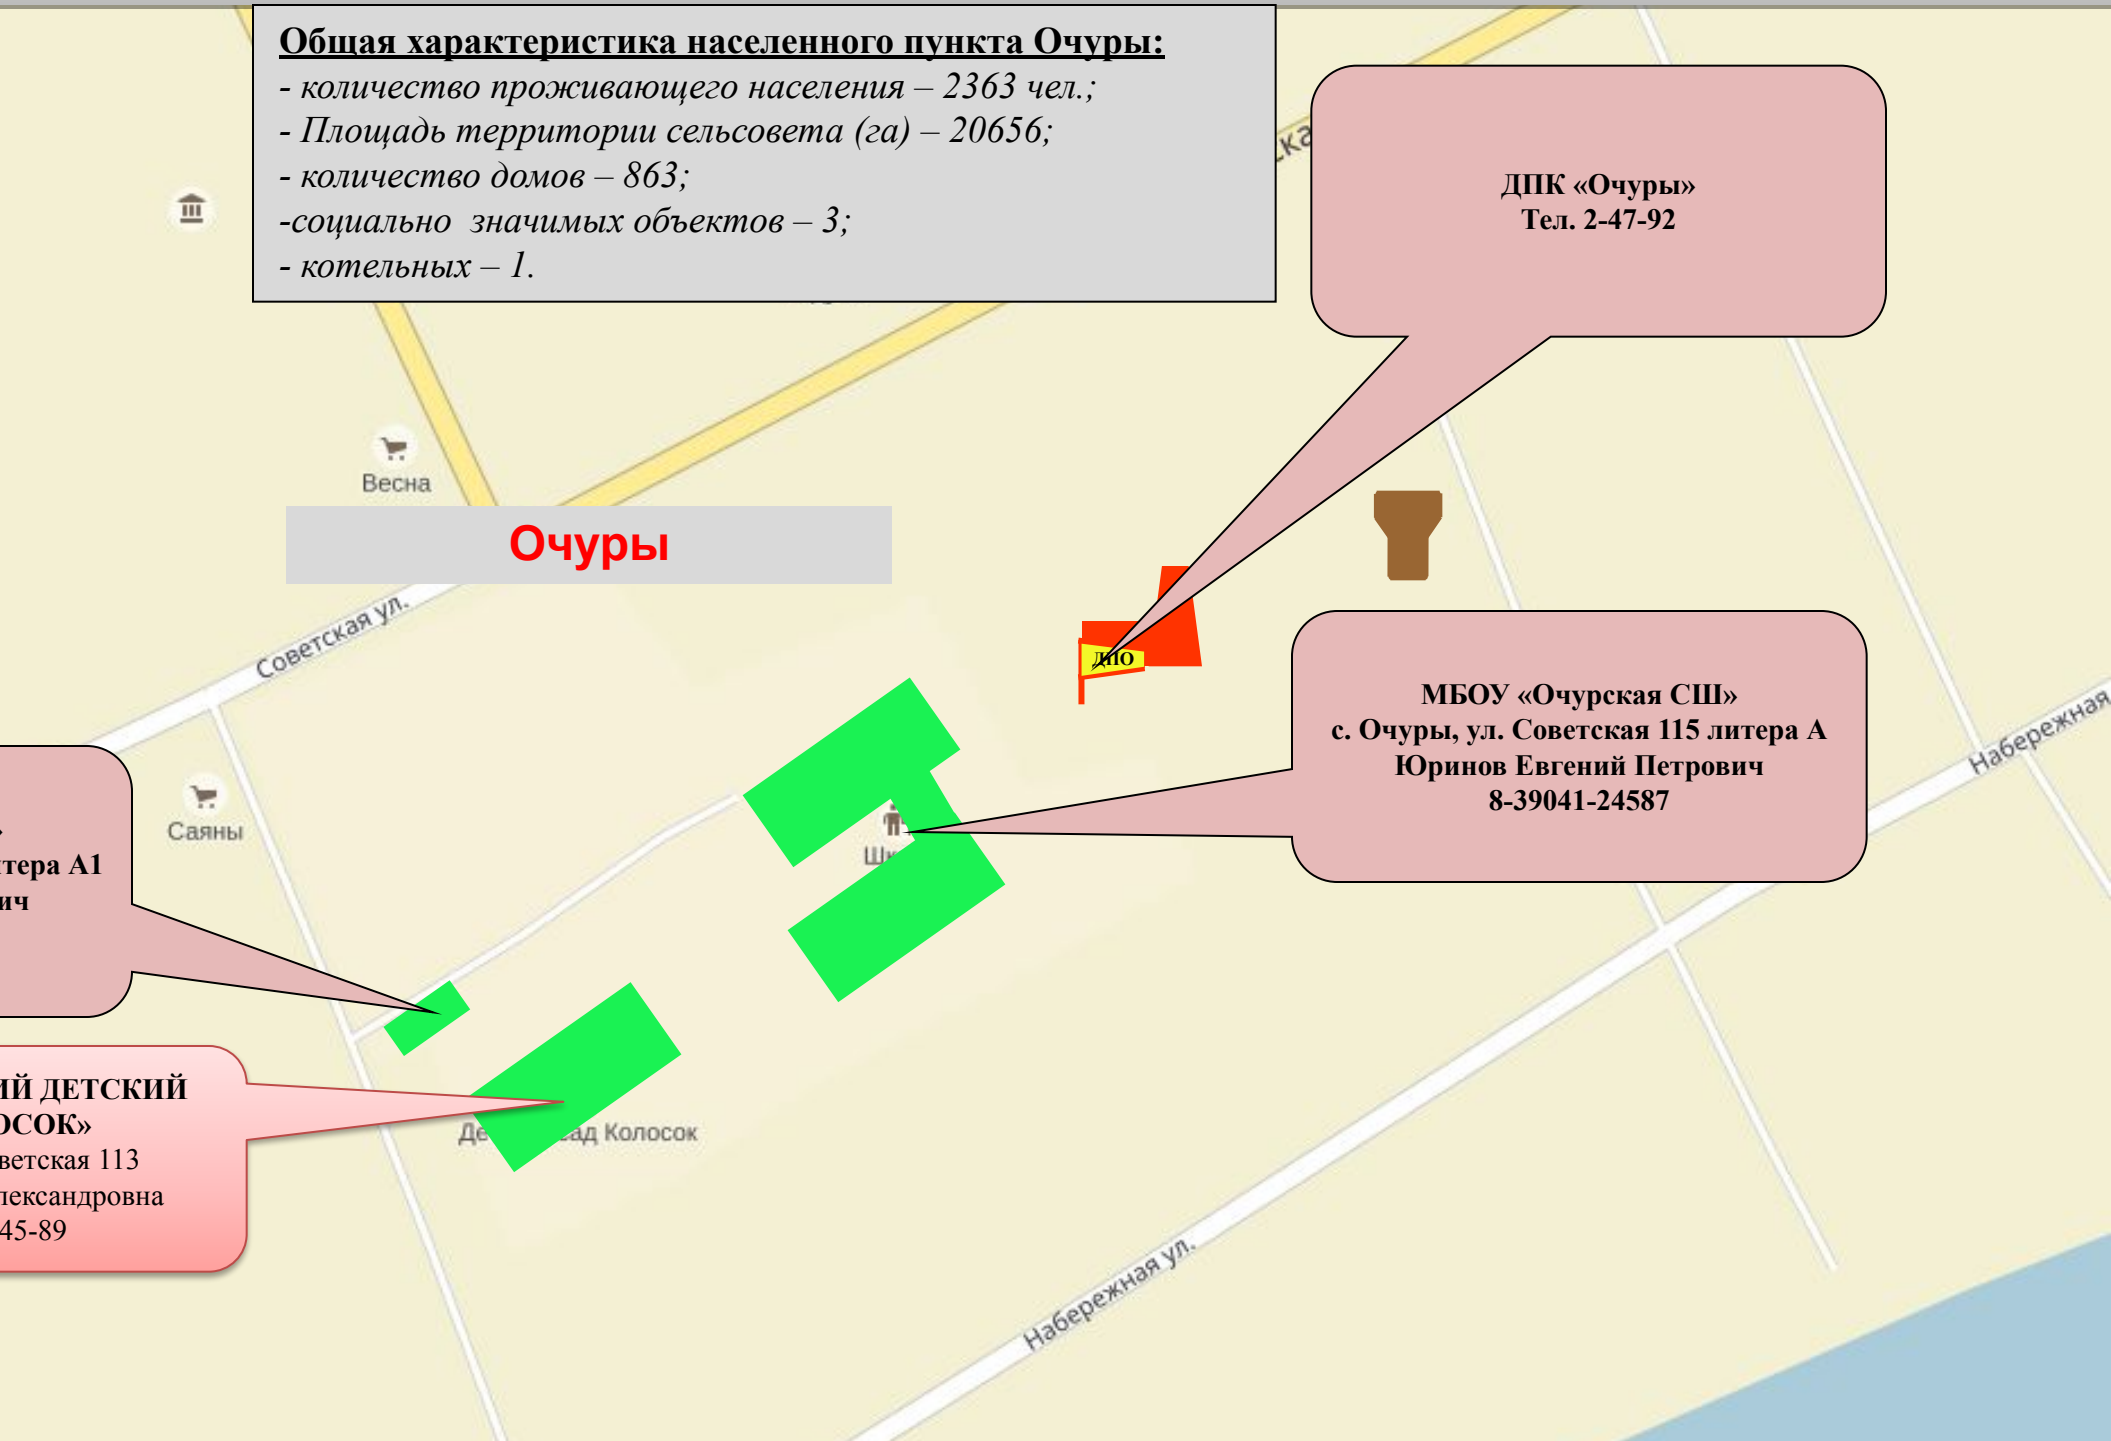 Общая характеристика населенного пункта Очуры:
- количество проживающего населения – 2363 чел.;
- Площадь территории сельсовета (га) – 20656;
- количество домов – 863;
-социально значимых объектов – 3;
- котельных – 1.
ДПК «Очуры»
Тел. 2-47-92
Весна
Очуры
Советская ул.
ДПО
МБОУ «Очурская СШ»
с. Очуры, ул. Советская 115 литера А
Юринов Евгений Петрович
8-39041-24587
Набережная
Саяны
»
тера А1
ич
ИЙ ДЕТСКИЙ
ОСОК»
ветская 113
лександровна
45-89
Колосок
Набережная ул.